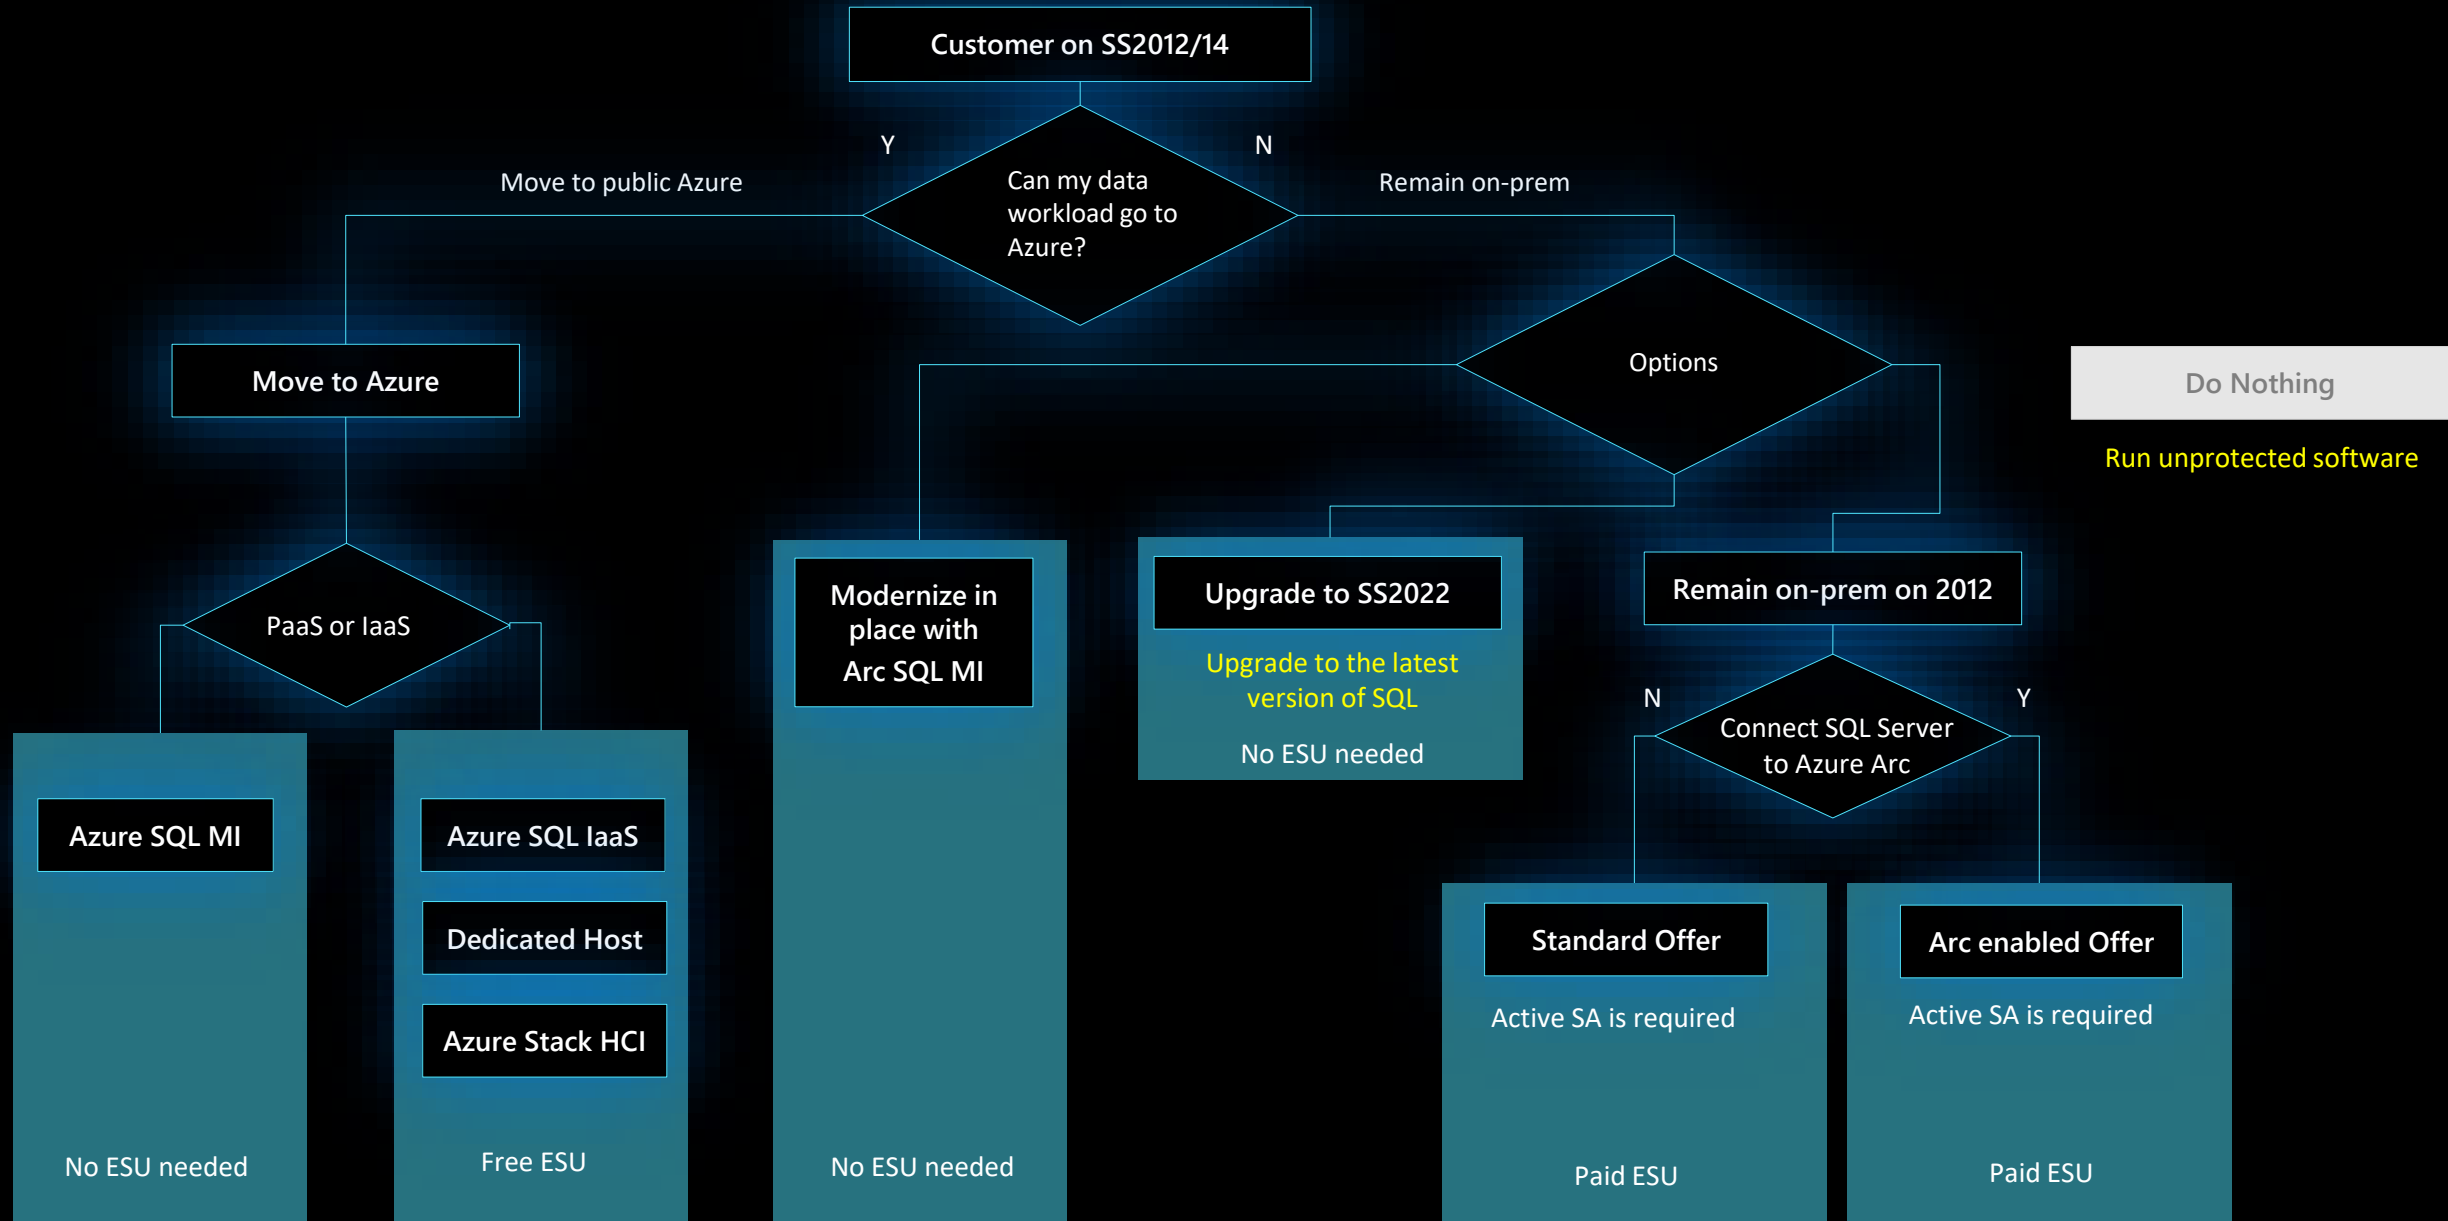 Customer on SS2012/14
Y
N
Move to public Azure
Can my data
workload go to
Azure?
Remain on-prem
Options
Move to Azure
Do Nothing
Run unprotected software
PaaS or IaaS
Modernize in
place with
Arc SQL MI
Upgrade to SS2022
Upgrade to the latest
version of SQL
No ESU needed
Remain on-prem on 2012
N
Y
Connect SQL Server
to Azure Arc
Azure SQL MI
Azure SQL IaaS
Dedicated Host
Azure Stack HCI
Standard Offer
Active SA is required
Arc enabled Offer
Active SA is required
No ESU needed
Free ESU
No ESU needed
Paid ESU
Paid ESU